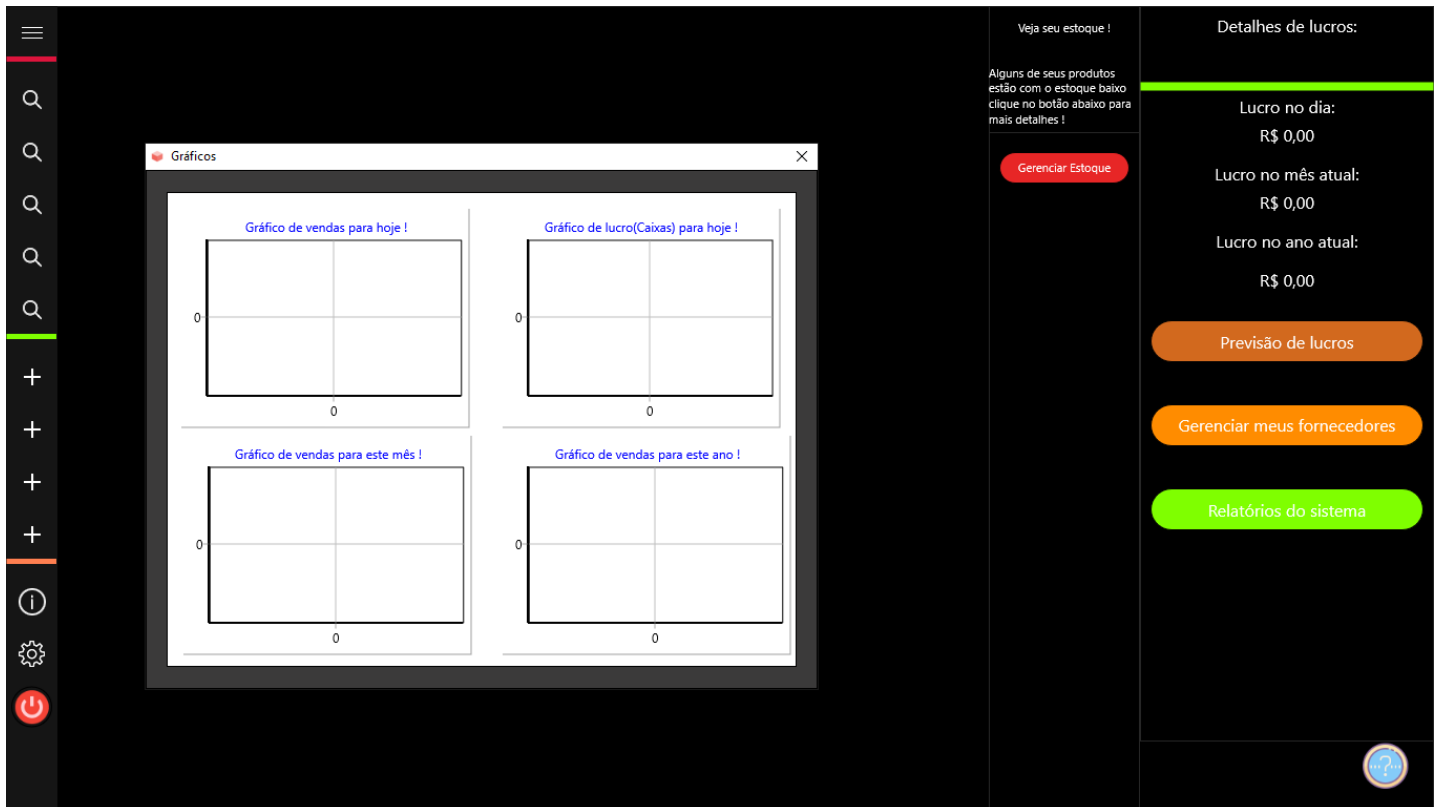 Gráficos
Gráfico de vendas para hoje !
0
0
Gráfico de lucro(Caixas) para hoje !
0
0
Gráfico de vendas para este mês !
0
0
Gráfico de vendas para este ano !
0
0
Veja seu estoque !
Alguns de seus produtos
estão com o estoque baixo
clique no botão abaixo para
mais detalhes !
Gerenciar Estoque
Detalhes de lucros:
Lucro no dia:
R$ 0,00
Lucro no mês atual:
R$ 0,00
Lucro no ano atual:
R$ 0,00
Previsão de lucros
Gerenciar meus fornecedores
Relatórios do sistema